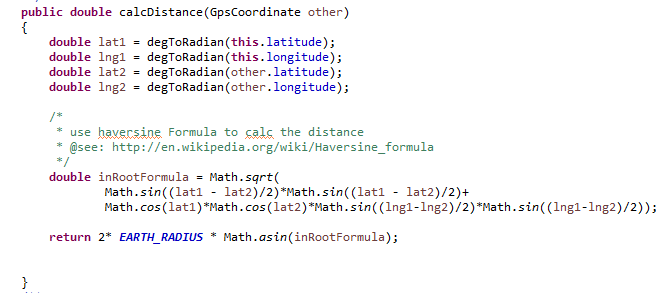 public double calcDistance(GpsCoordinate other)
{
double lat1 = degToRadian(this.latitude);
double lng1 = degToRadian(this.longitude);
double lat2 = degToRadian(other.latitude);
double lng2 = degToRadian(other.longitude);
/*
* use haversine Formula to calc the distance
* @see: http://en.wikipedia.org/wiki/Haversine_formula
*/
double inRootFormula = Math.sqrt(
Math.sin((lat1 - lat2)/2)*Math.sin((lat1 - lat2)/2)+
Math.cos(lat1)*Math.cos(lat2)*Math.sin((lng1-lng2)/2)*Math.sin((lng1-lng2)/2));
return 2* EARTH_RADIUS * Math.asin(inRootFormula);
}